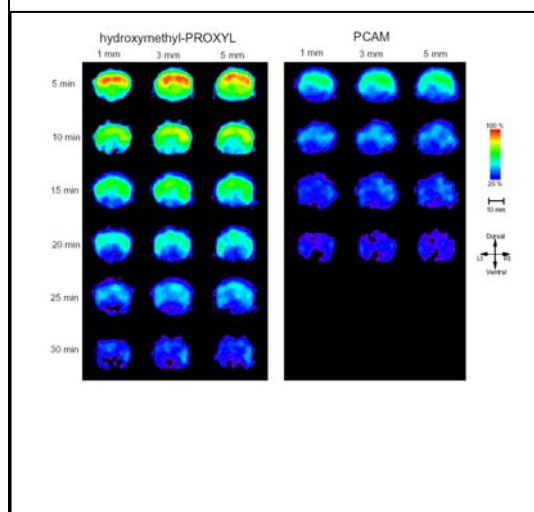 hydroxymethyl-PROXYL
PCAM
1 mm 3 mm 5 mm
1 mm 3 mm 5 mm
5 min
10 min
15 min
20 min
25 min
30 min
100 %
25 %
10 mm
Dorsal
Lt Rt
Ventral